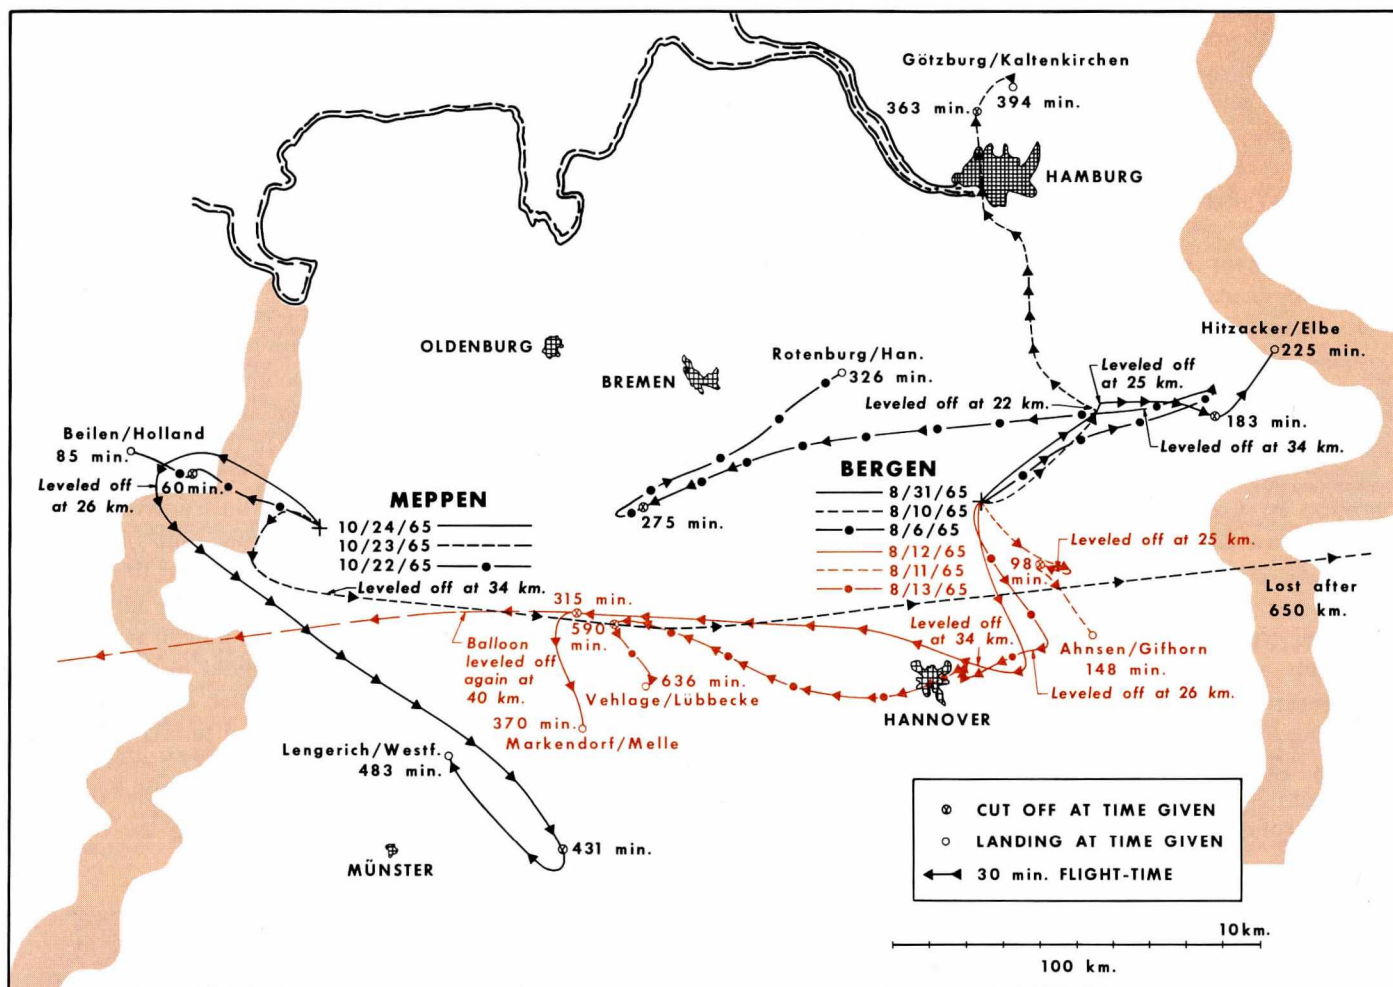 Götzburg/Kaltenkirchen
363 min.
394 min.
HAMBURG
Hitzacker/Elbe
225 min.
OLDENBURG
BREMEN
Rotenburg/Han.
326 min.
Leveled off
at 25 km.
Leveled off at 22 km.
183 min.
Leveled off at 34 km.
Beilen/Holland
85 min.
60 min.
Leveled off
at 26 km.
MEPPEN
10/24/65
10/23/65
10/22/65
275 min.
BERGEN
8/31/65
8/10/65
8/6/65
8/12/65
8/11/65
8/13/65
Leveled off at 25 km.
98
min.
Leveled off at 34 km.
Lost after
650 km.
315 min.
590
min.
Balloon
leveled off
again at
40 km.
636 min.
Vehlage/Lübbecke
370 min.
Markendorf/Melle
Leveled off
at 34 km.
Ahnsen/Gifhorn
148 min.
Leveled off at 26 km.
HANNOVER
Lengerich/Westf.
483 min.
431 min.
MÜNSTER
CUT OFF AT TIME GIVEN
LANDING AT TIME GIVEN
30 min. FLIGHT-TIME
10 km.
100 km.